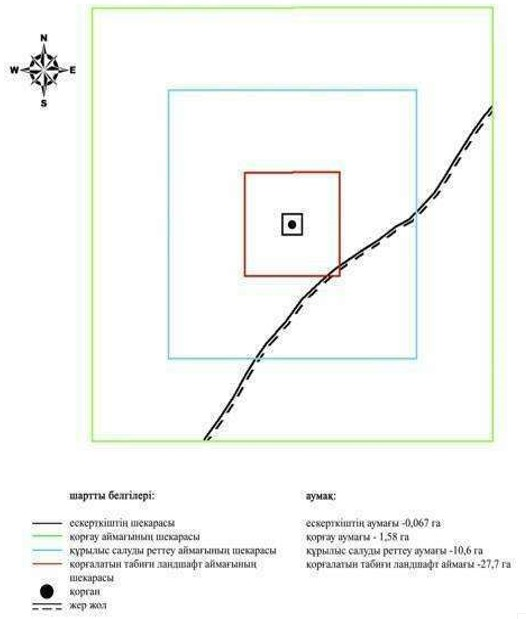 N
W E
S
шартты белгілері: аумақ:
ескерткіштің шекарасы ескерткіштің аумағы -0,067 га
қорғау аймағының шекарасы қорғау аумағы - 1,58 га
құрылыс салуды реттеу аймағының шекарасы құрылыс салуды реттеу аумағы -10,6 га
қорғалатын табиғи ландшафт аймағының қорғалатын табиғи ландшафт аймағы -27,7 га
шекарасы
қорған
жер жол